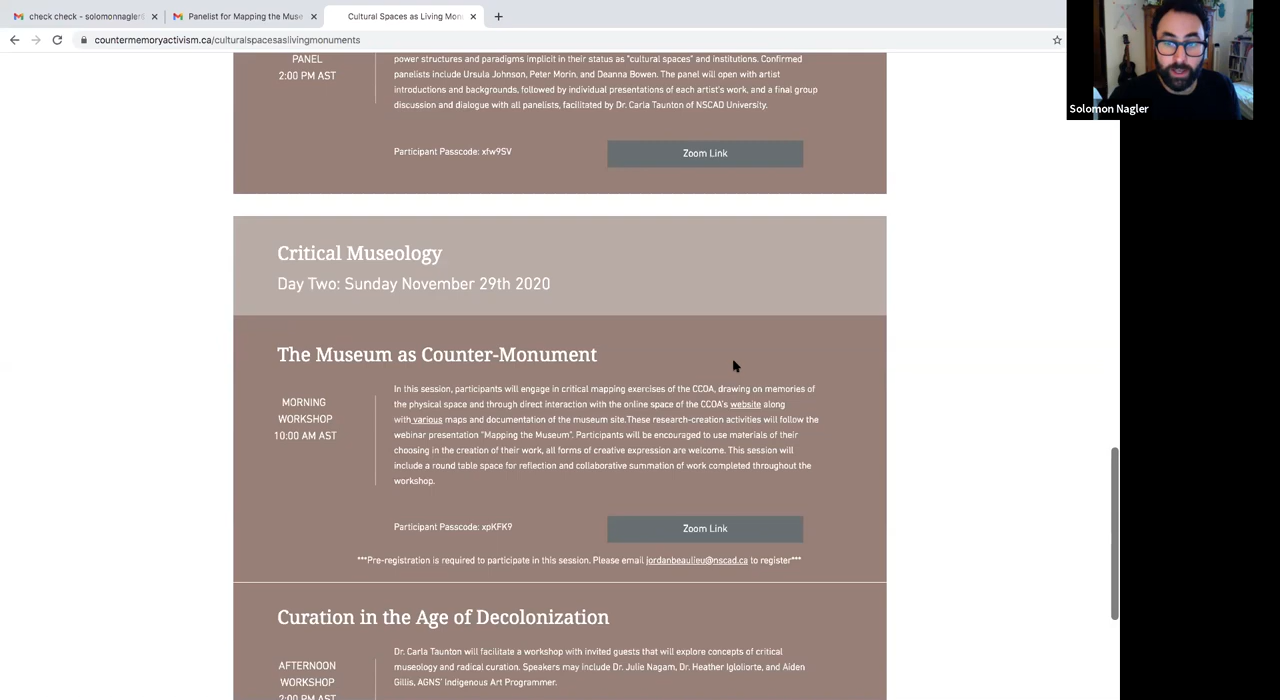 check check - solomonnagler
Panelist for Mapping the Muse
Cultural Spaces as Living Mon
countermemoryactivism.ca/culturalspacesaslivingmonuments
Solomon Nagler
PANEL
2:00 PM AST
power structures and paradigms implicit in their status as "cultural spaces" and institutions. Confirmed
panelists include Ursula Johnson, Peter Morin, and Deanna Bowen. The panel will open with artist
introductions and backgrounds, followed by individual presentations of each artist's work, and a final group
discussion and dialogue with all panelists, facilitated by Dr. Carla Taunton of NSCAD University.
Participant Passcode: xfw9SV
Zoom Link
Critical Museology
Day Two: Sunday November 29th 2020
The Museum as Counter-Monument
MORNING
WORKSHOP
10:00 AM AST
In this session, participants will engage in critical mapping exercises of the CCOA, drawing on memories of
the physical space and through direct interaction with the online space of the CCOA's website along
with various maps and documentation of the museum site.These research-creation activities will follow the
webinar presentation "Mapping the Museum". Participants will be encouraged to use materials of their
choosing in the creation of their work, all forms of creative expression are welcome. This session will
include a round table space for reflection and collaborative summation of work completed throughout the
workshop.
Participant Passcode: xpKFK9
Zoom Link
***Pre-registration is required to participate in this session. Please email jordanbeaulieu@nscad.ca to register***
Curation in the Age of Decolonization
AFTERNOON
WORKSHOP
2:00 PM AST
Dr. Carla Taunton will facilitate a workshop with invited guests that will explore concepts of critical
museology and radical curation. Speakers may include Dr. Julie Nagam, Dr. Heather Igloliorte, and Aiden
Gillis, AGNS' Indigenous Art Programmer.